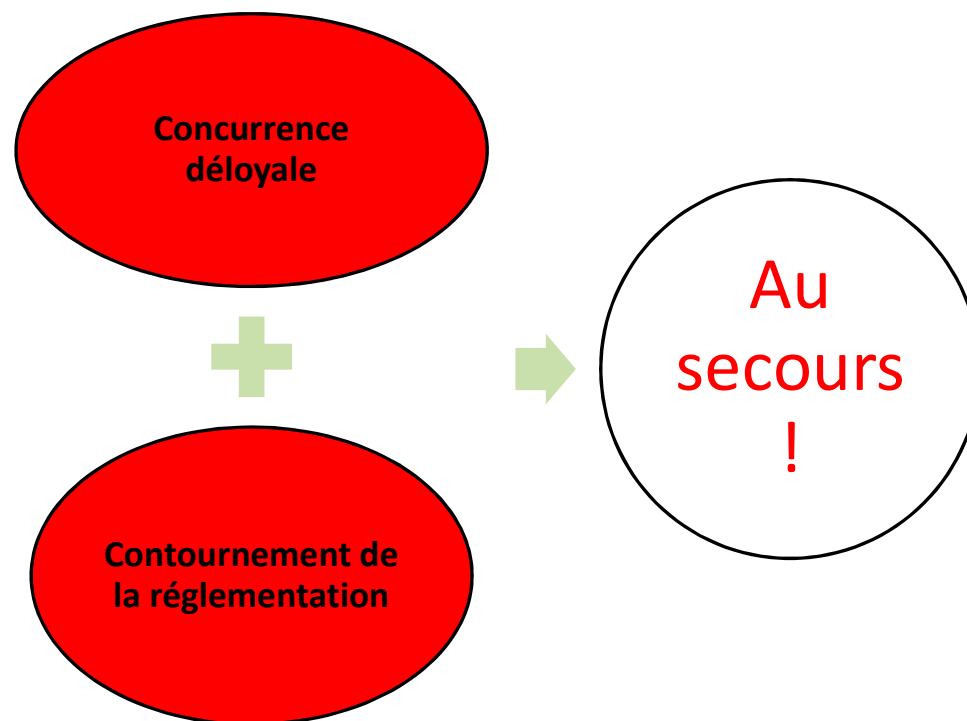 Concurrence
déloyale
Contournement de
la réglementation
Au
secours
!